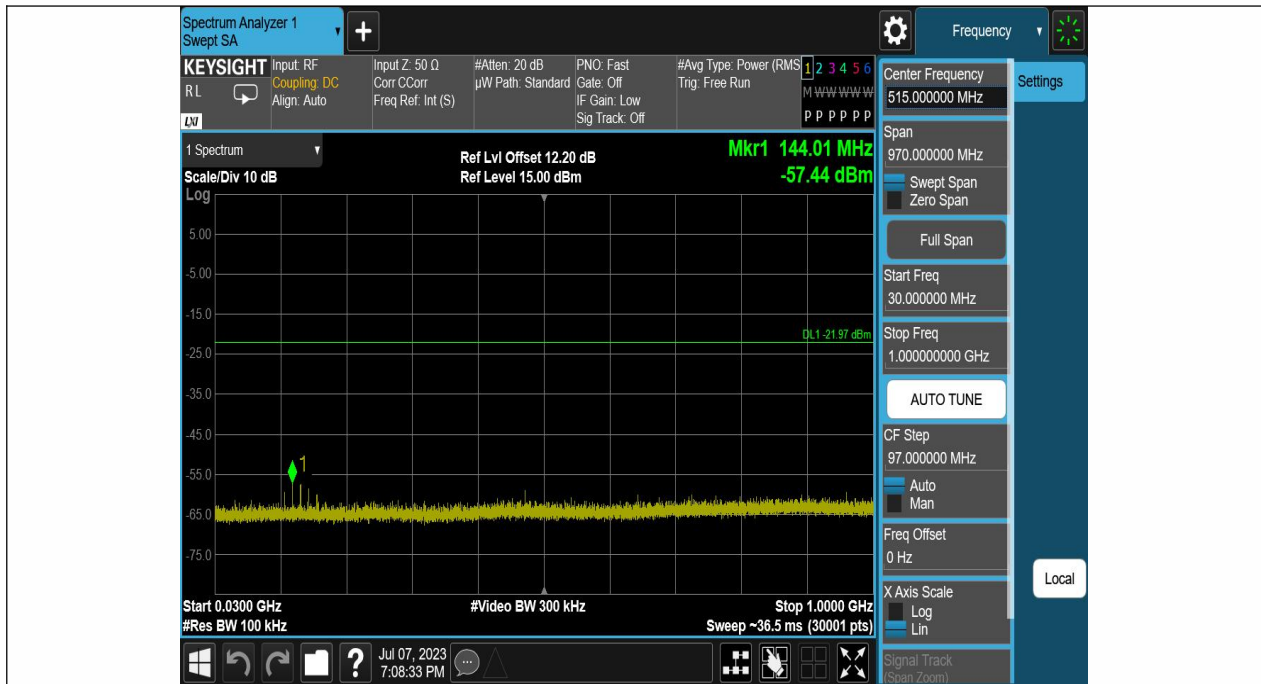 Spectrum Analyzer 1
Swept SA
+
Frequency
KEYSIGHT
R L
LXI
Input: RF
Coupling: DC
Align: Auto
Input Z: 50 Ω
Corr CCorr
Freq Ref: Int (S)
#Atten: 20 dB
µW Path: Standard
PNO: Fast
Gate: Off
IF Gain: Low
Sig Track: Off
#Avg Type: Power (RMS
Trig: Free Run
1 2 3 4 5 6
M W W W W W
P P P P P P
1 Spectrum
Scale/Div 10 dB
Log
Ref Lvl Offset 12.20 dB
Ref Level 15.00 dBm
Mkr1 144.01 MHz
-57.44 dBm
5.00
-5.00
-15.0
DL1 -21.97 dBm
-25.0
-35.0
-45.0
1
-55.0
-65.0
-75.0
Start 0.0300 GHz
#Res BW 100 kHz
#Video BW 300 kHz
Stop 1.0000 GHz
Sweep ~36.5 ms (30001 pts)
Jul 07, 2023
7:08:33 PM
?
Center Frequency
515.000000 MHz
Settings
Span
970.000000 MHz
Swept Span
Zero Span
Full Span
Start Freq
30.000000 MHz
Stop Freq
1.000000000 GHz
AUTO TUNE
CF Step
97.000000 MHz
Auto
Man
Freq Offset
0 Hz
Local
X Axis Scale
Log
Lin
Signal Track
(Span Zoom)